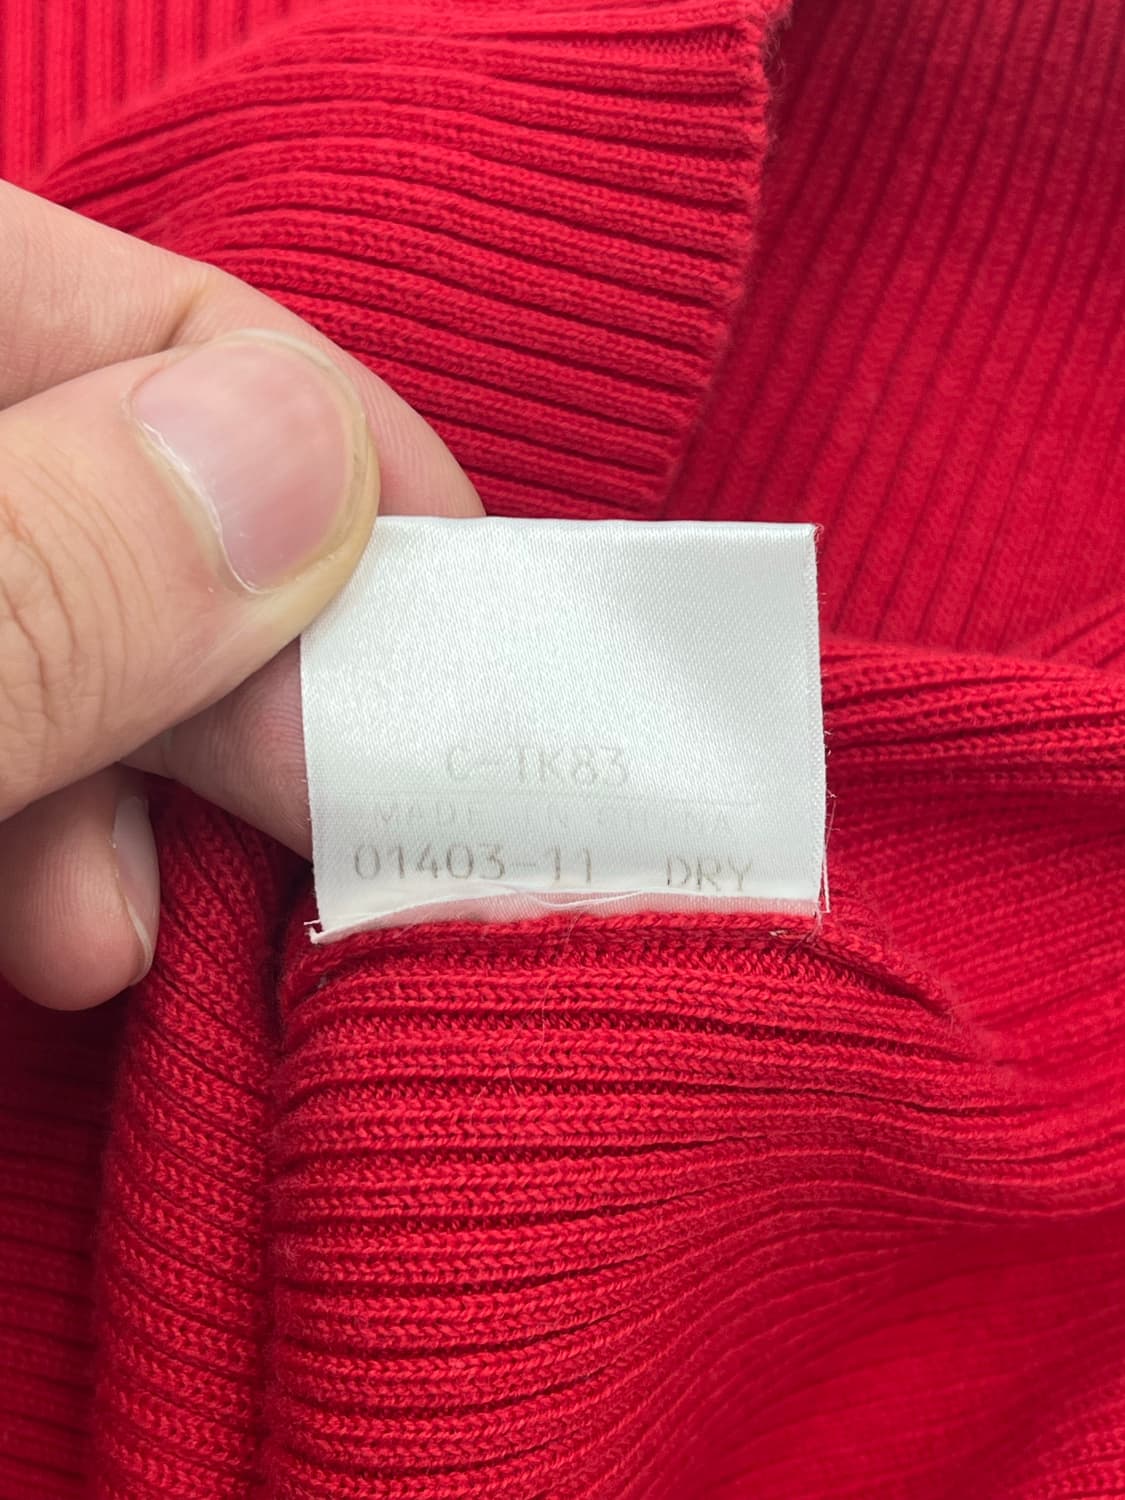 C-TK83
MADE IN CHINA
01403-11 DRY